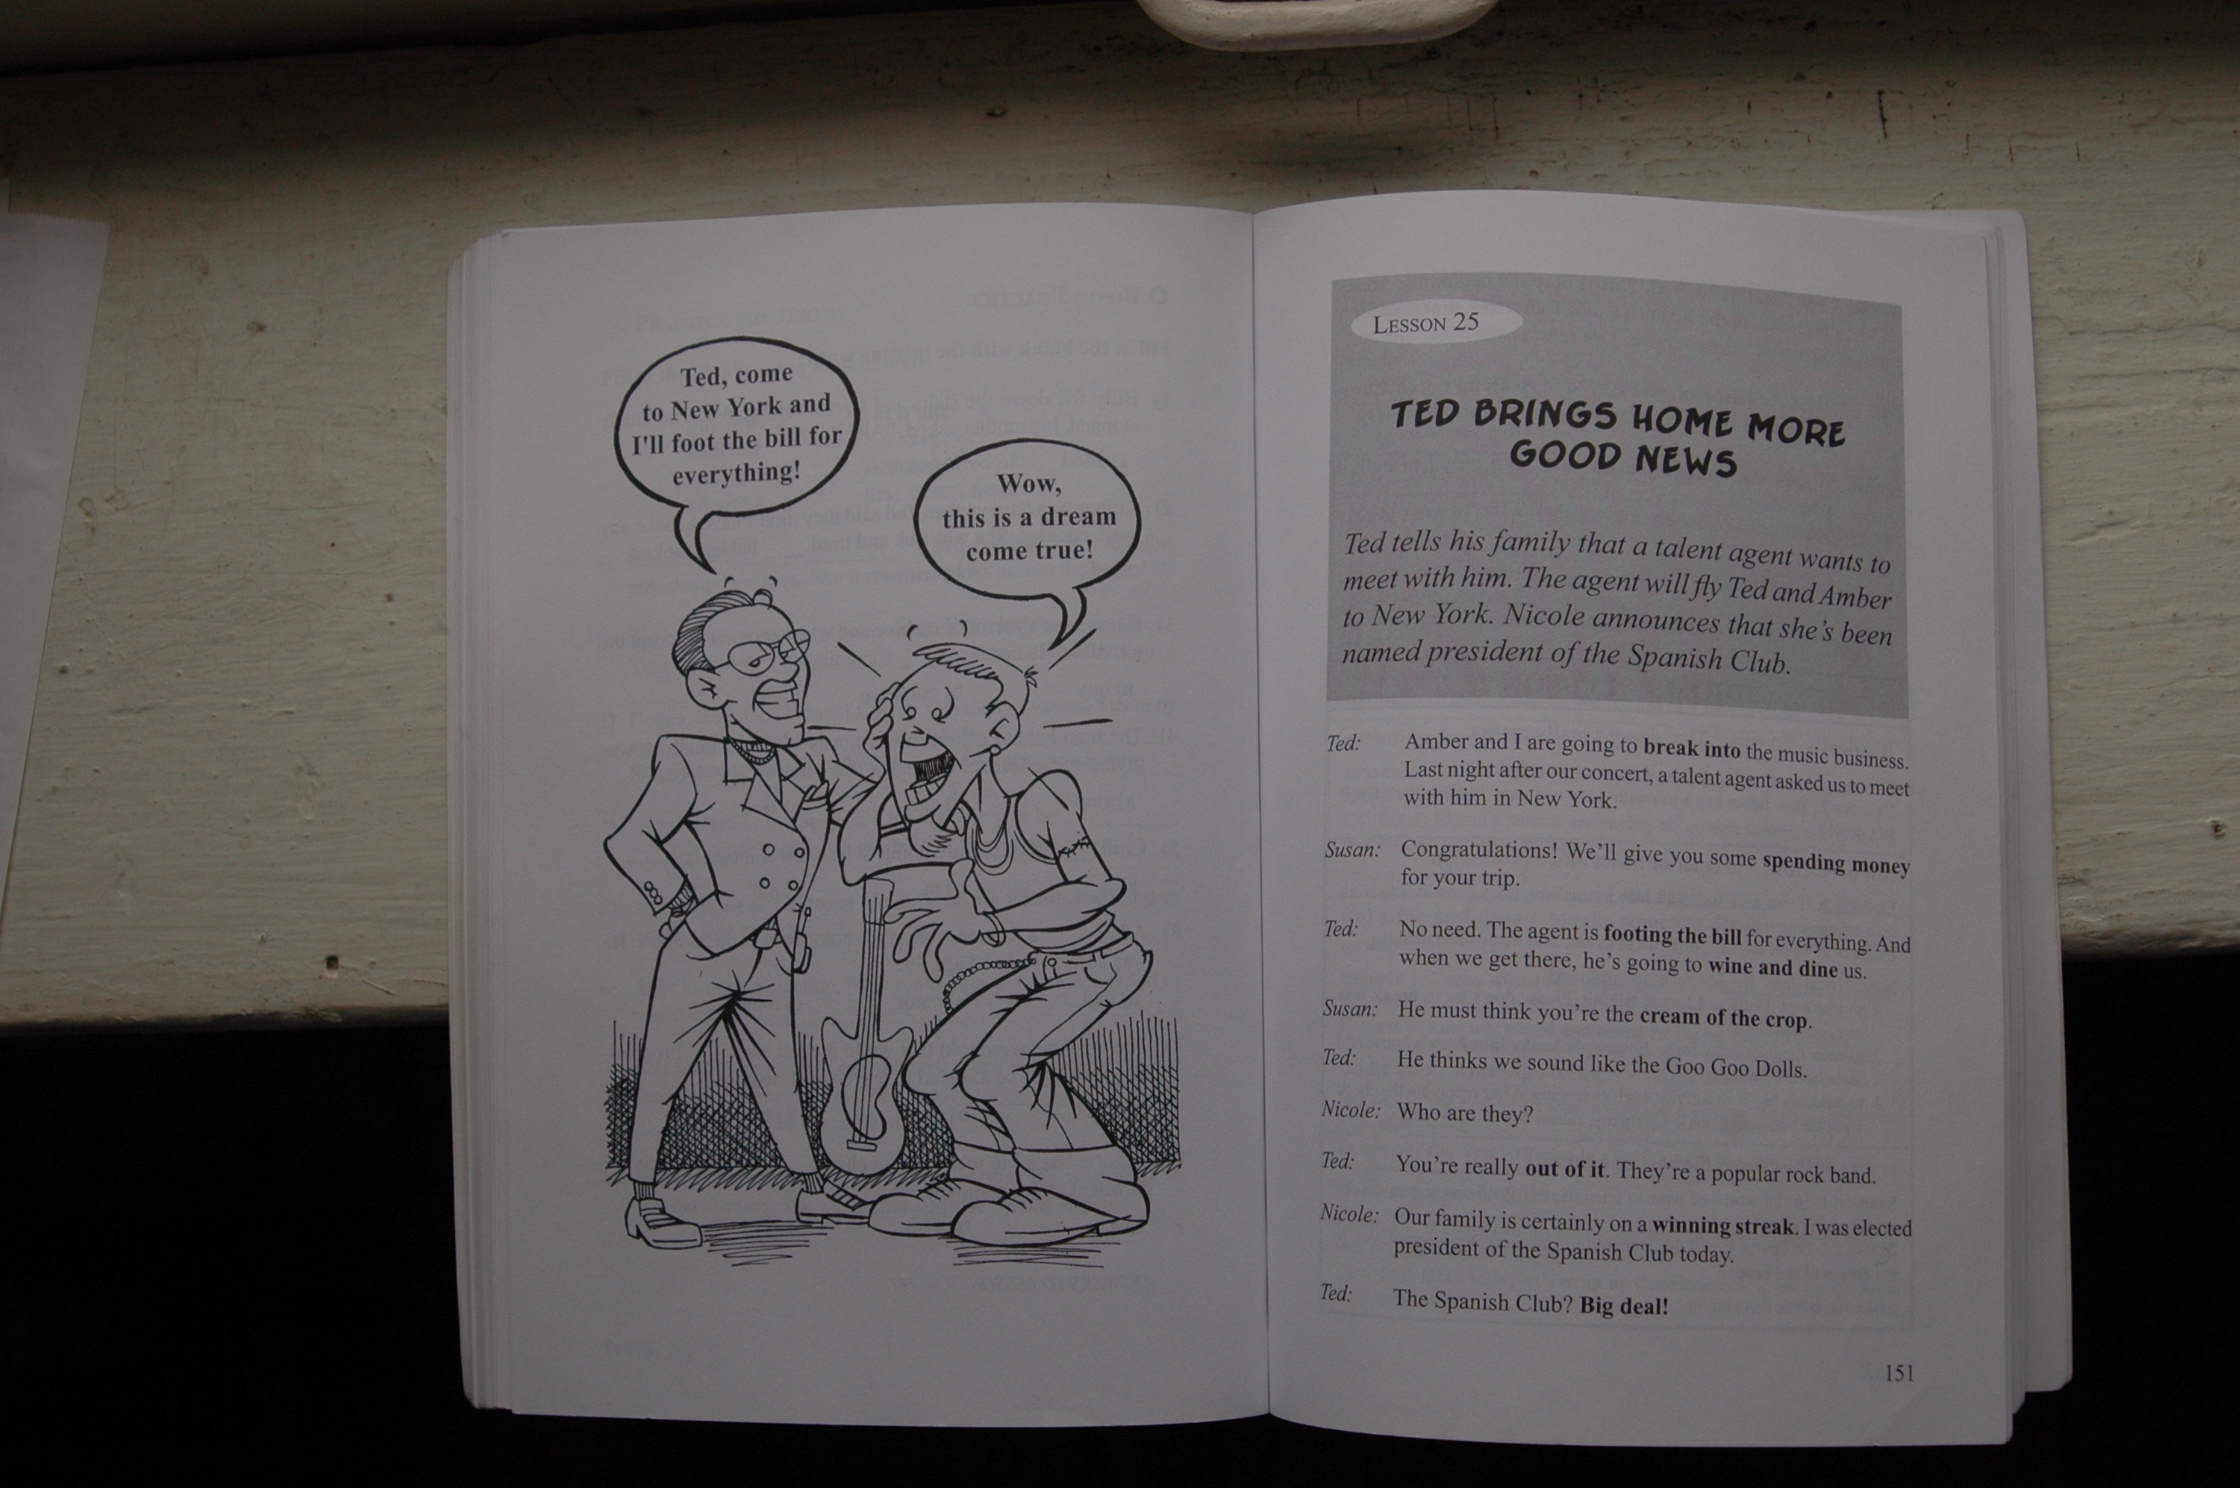 Ted, come
to New York and
I'll foot the bill for
everything!
Wow,
this is a dream
come true!
LESSON 25
TED BRINGS HOME MORE
GOOD NEWS
Ted tells his family that a talent agent wants to
meet with him. The agent will fly Ted and Amber
to New York. Nicole announces that she's been
named president of the Spanish Club.
Ted: Amber and I are going to break into the music business.
Last night after our concert, a talent agent asked us to meet
with him in New York.
Susan: Congratulations! We'll give you some spending money
for your trip.
Ted: No need. The agent is footing the bill for everything. And
when we get there, he's going to wine and dine us.
Susan: He must think you're the cream of the crop.
Ted: He thinks we sound like the Goo Goo Dolls.
Nicole: Who are they?
Ted: You're really out of it. They're a popular rock band.
Nicole: Our family is certainly on a winning streak. I was elected
president of the Spanish Club today.
Ted: The Spanish Club? Big deal!
151